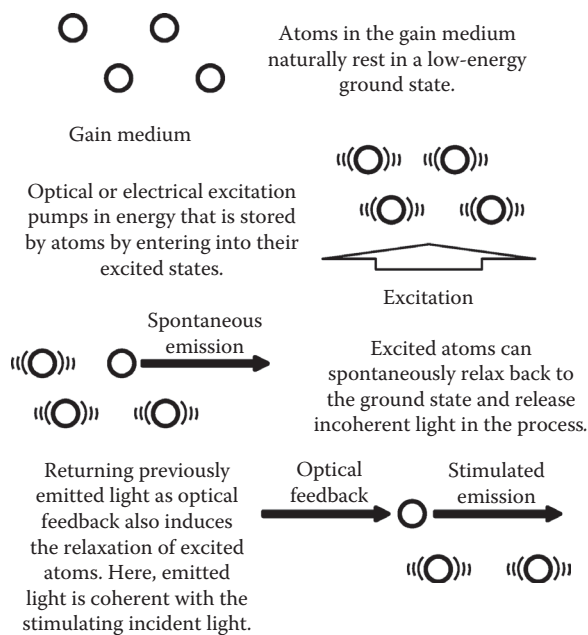 Atoms in the gain medium
naturally rest in a low-energy
ground state.
Gain medium
Optical or electrical excitation
pumps in energy that is stored
by atoms by entering into their
excited states.
Excitation
Spontaneous
emission
Excited atoms can
spontaneously relax back to
the ground state and release
incoherent light in the process.
Returning previously
emitted light as optical
feedback also induces
the relaxation of excited
atoms. Here, emitted
light is coherent with the
stimulating incident light.
Optical
feedback
Stimulated
emission